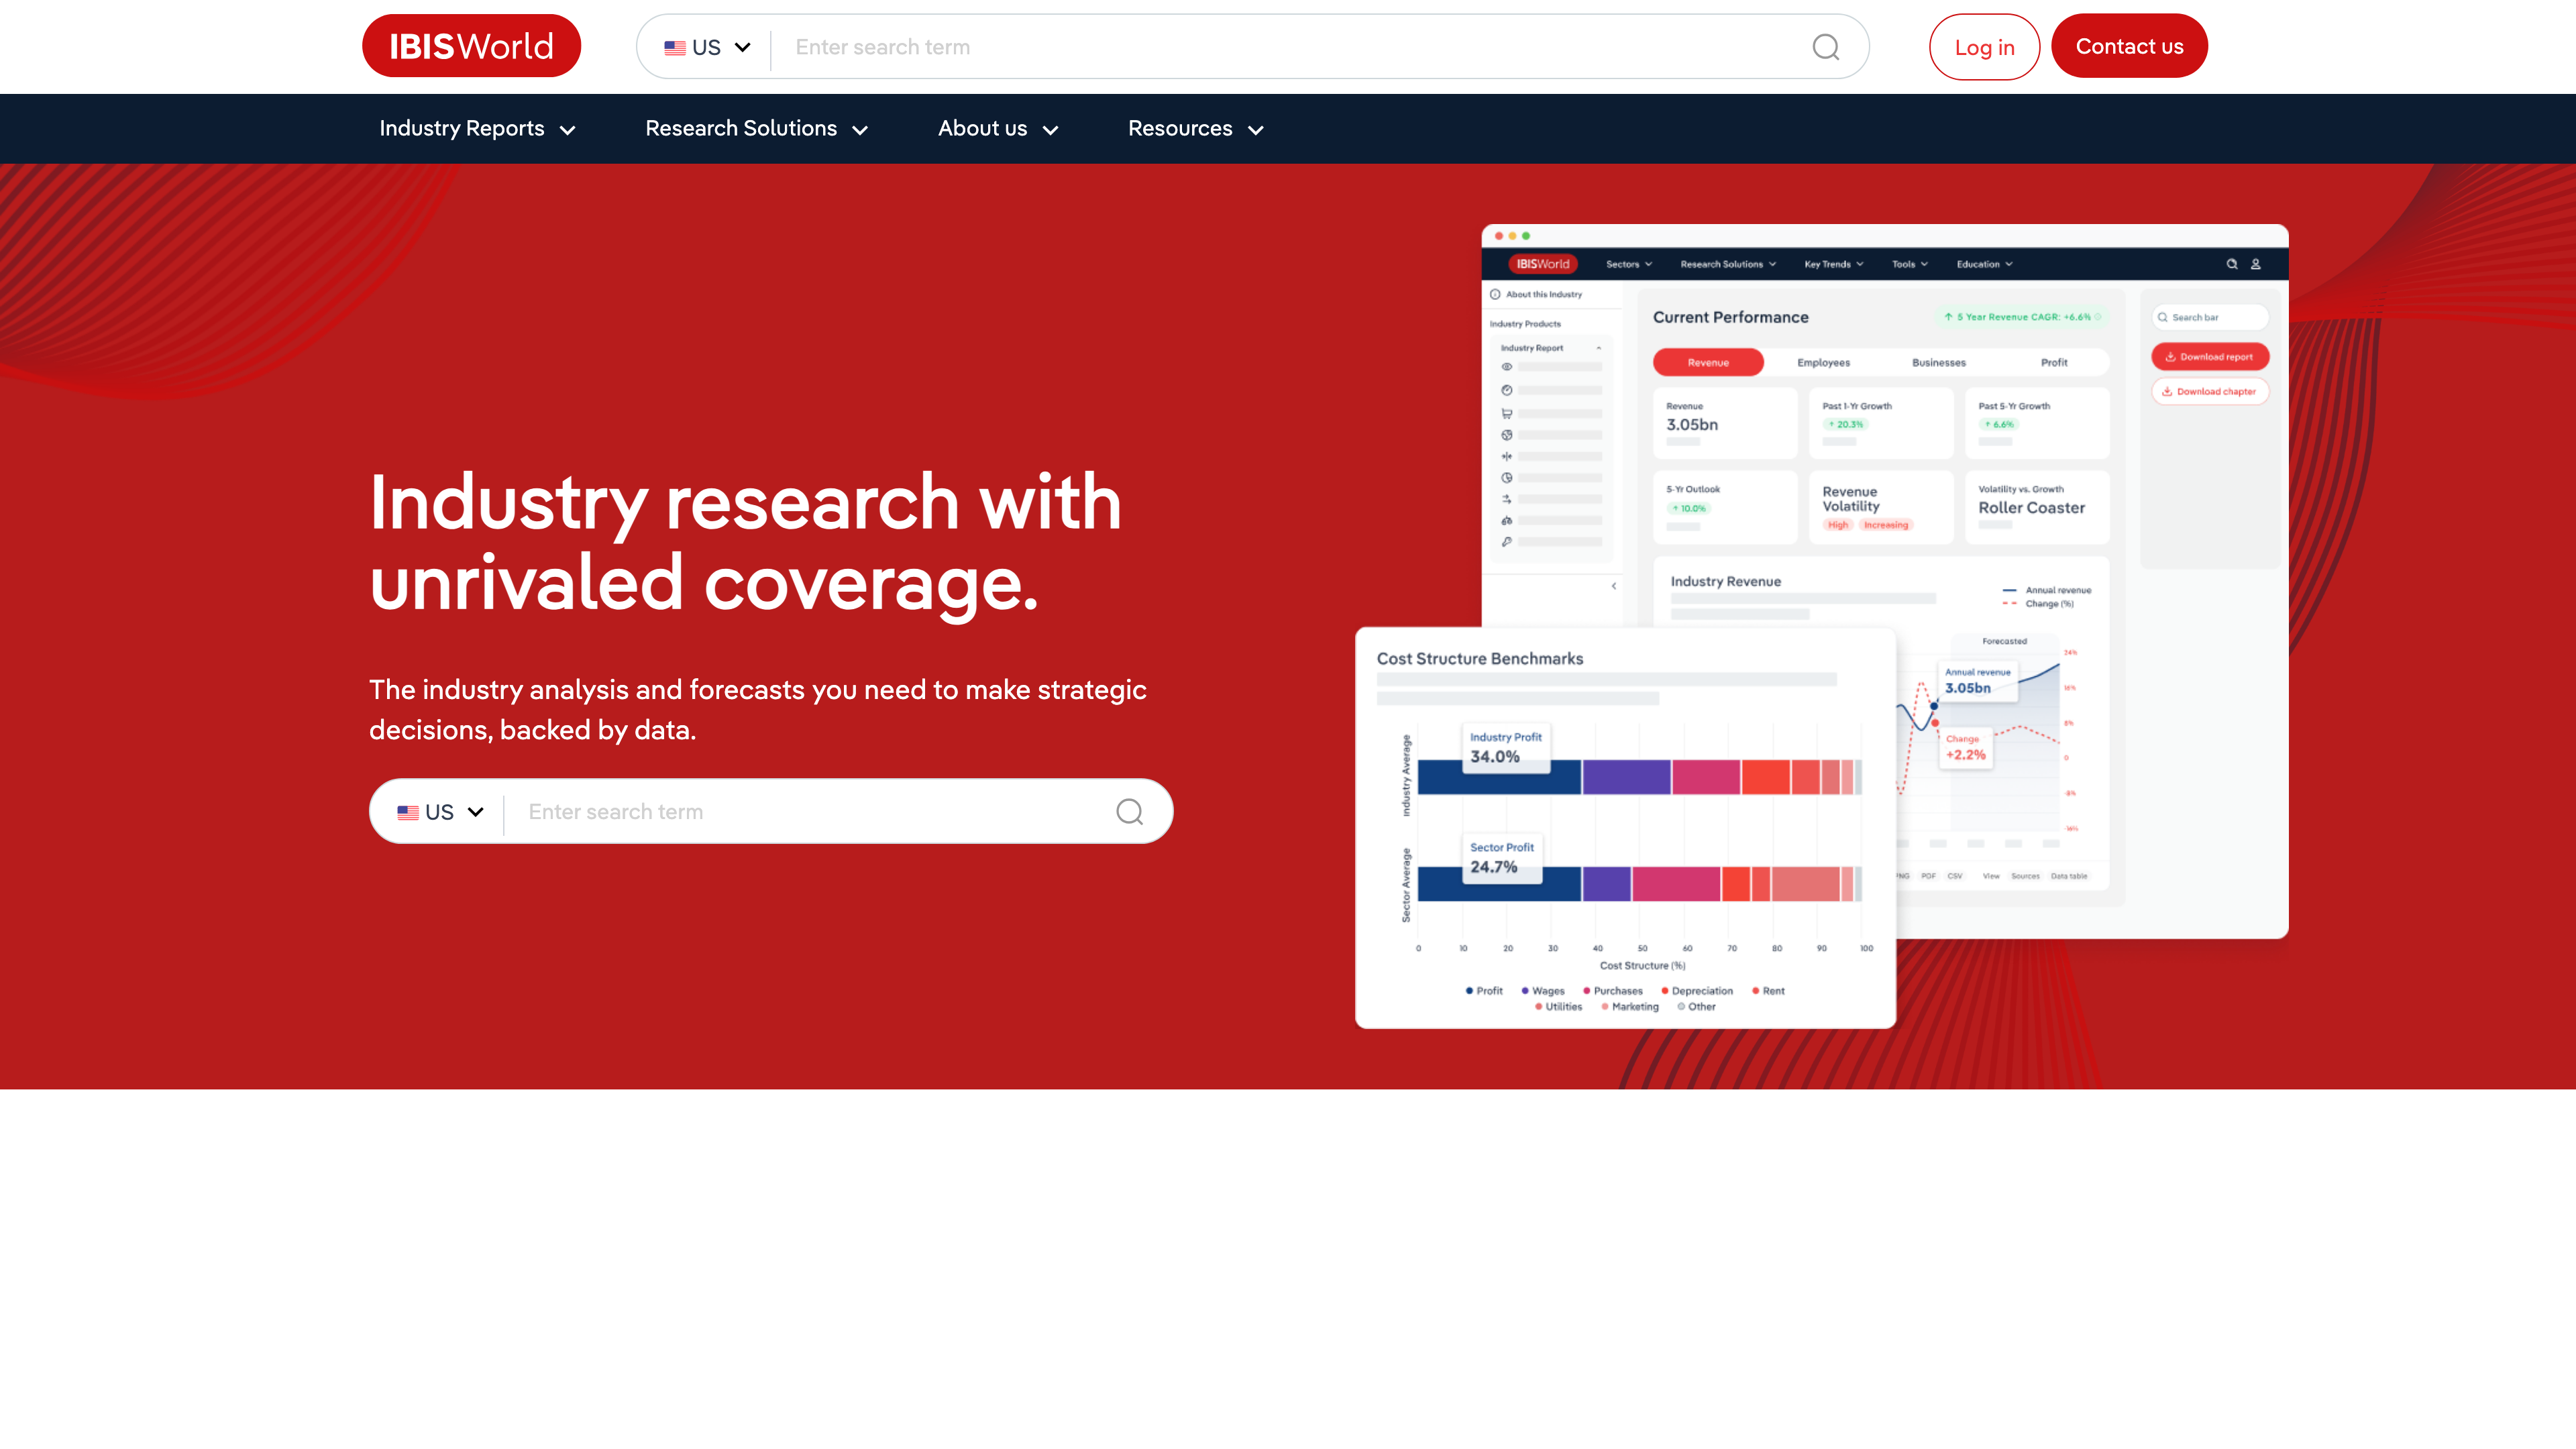 IBISWorld
US
Enter search term
Log in
Contact us
Industry Reports
Research Solutions
About us
Resources
Industry research with
unrivaled coverage.
The industry analysis and forecasts you need to make strategic
decisions, backed by data.
US
Enter search term
IBISWorld
Sectors
Research Solutions
Key Trends
Tools
Education
About this Industry
Industry Products
Industry Report
Current Performance
5 Year Revenue CAGR: +6.6%
Revenue
Employees
Businesses
Profit
Revenue
3.05bn
Past 1-Yr Growth
20.3%
Past 5-Yr Growth
6.6%
5-Yr Outlook
10.0%
Revenue
Volatility
High
Increasing
Volatility vs. Growth
Roller Coaster
Search bar
Download report
Download chapter
Industry Revenue
Annual revenue
Change (%)
Forecasted
Annual revenue
3.05bn
Change
+2.2%
24%
16%
8%
0
-16%
PDF
CSV
View
Sources
Data table
Cost Structure Benchmarks
Industry Average
Industry Profit
34.0%
Sector Average
Sector Profit
24.7%
0 10 20 30 40 50 60 70 80 90 100
Cost Structure (%)
Profit Wages Purchases Depreciation Rent
Utilities Marketing Other